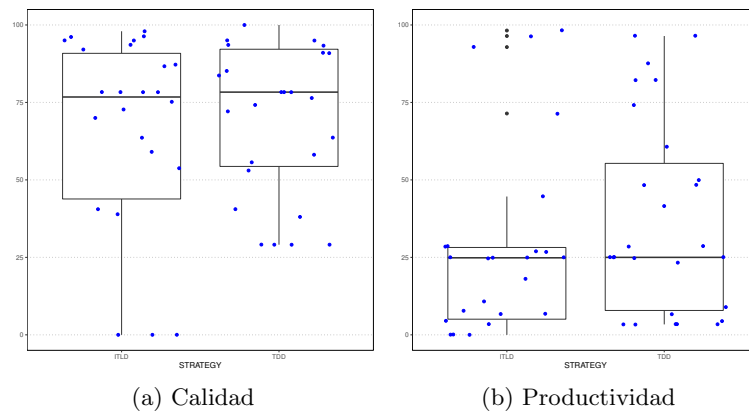 100
75
50
25
0
ITLD
TDD
STRATEGY
(a) Calidad
100
75
50
25
0
ITLD
TDD
STRATEGY
(b) Productividad